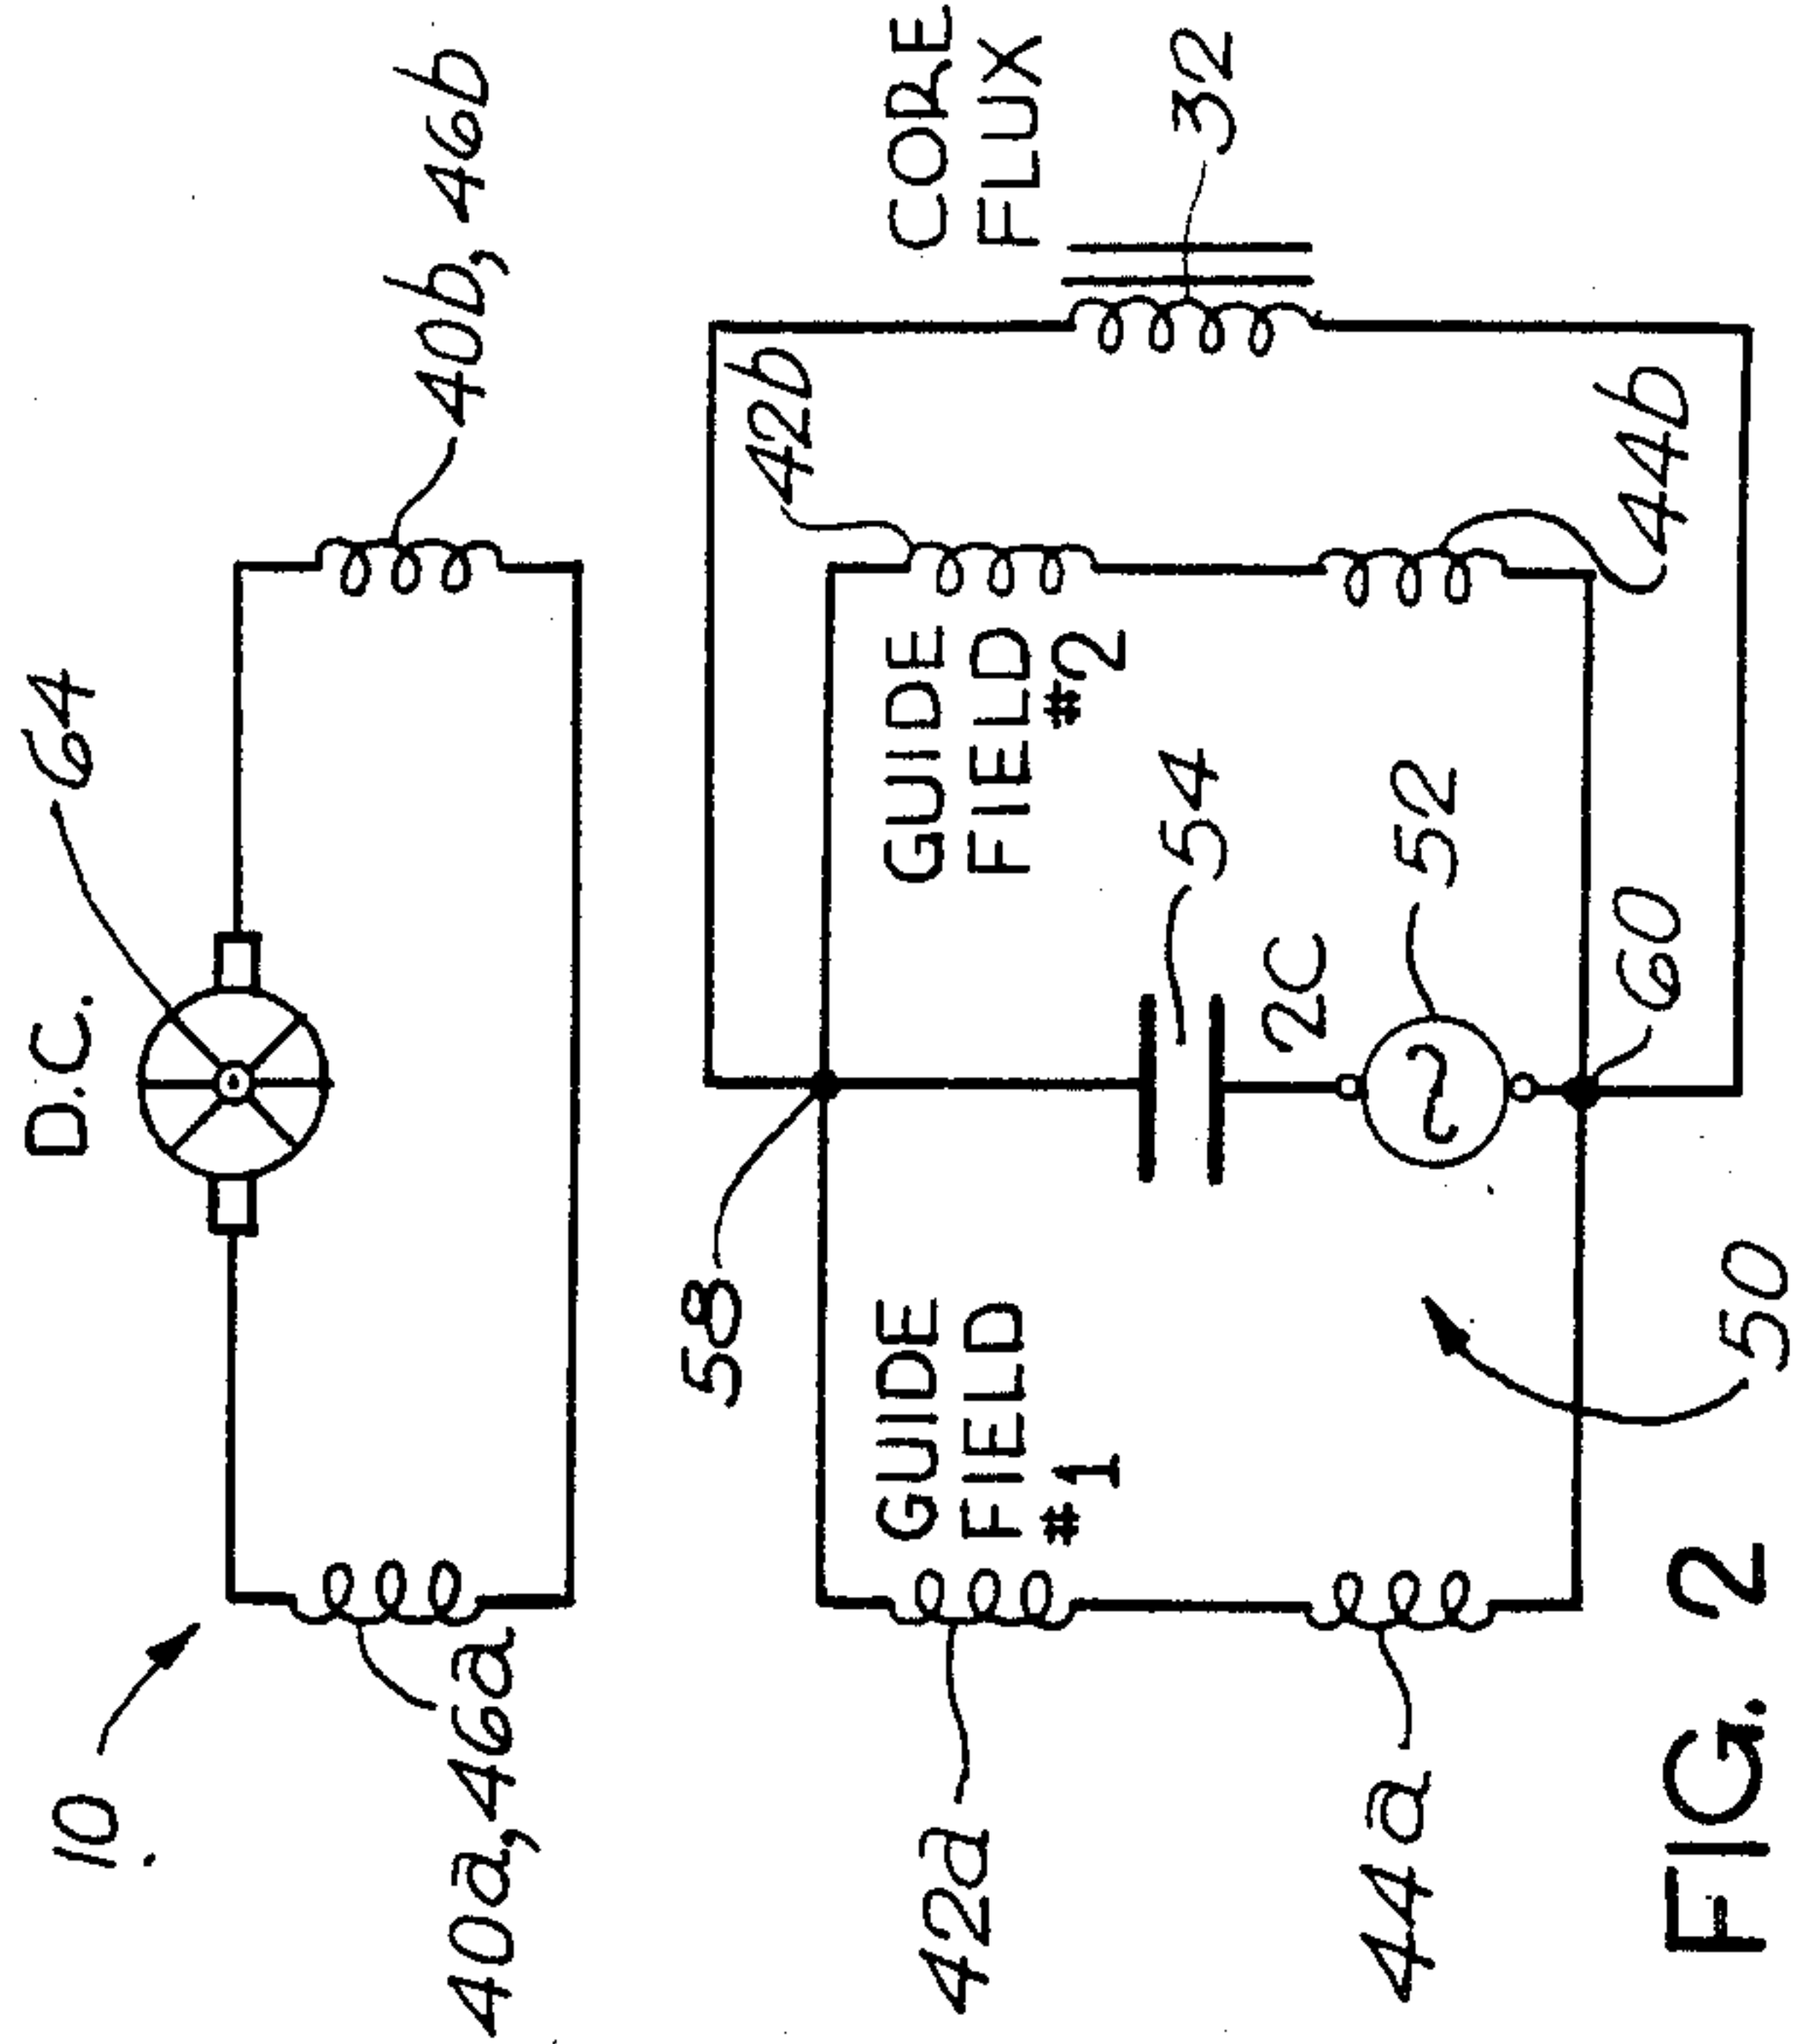 10
D.C.
64
40a, 46a
40b, 46b
58
42b
GUIDE
FIELD
#1
GUIDE
FIELD
#2
CORE
FLUX
42a
54
32
2C
44a
52
60
44b
50
FIG. 2